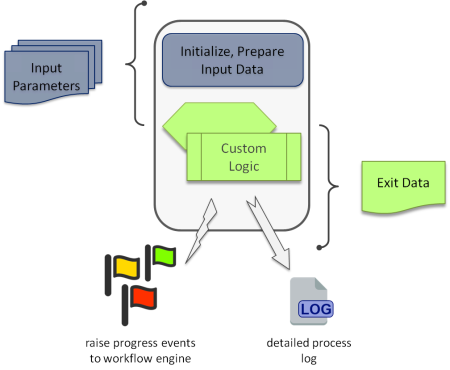 Input
Parameters
Initialize, Prepare
Input Data
Custom
Logic
Exit Data
LOG
raise progress events
to workflow engine
detailed process
log